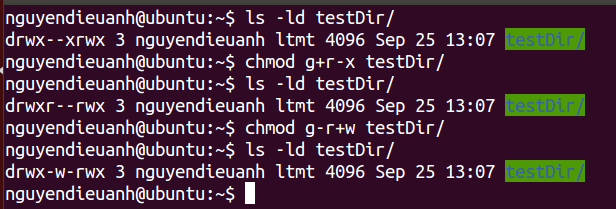 nguyendieuanh@ubuntu:~$ ls -ld testDir/
drwx--xrwx 3 nguyendieuanh ltmt 4096 Sep 25 13:07 testDir/
nguyendieuanh@ubuntu:~$ chmod g+r-x testDir/
nguyendieuanh@ubuntu:~$ ls -ld testDir/
drwxr--rwx 3 nguyendieuanh ltmt 4096 Sep 25 13:07 testDir/
nguyendieuanh@ubuntu:~$ chmod g-r+w testDir/
nguyendieuanh@ubuntu:~$ ls -ld testDir/
drwx-w-rwx 3 nguyendieuanh ltmt 4096 Sep 25 13:07 testDir/
nguyendieuanh@ubuntu:~$